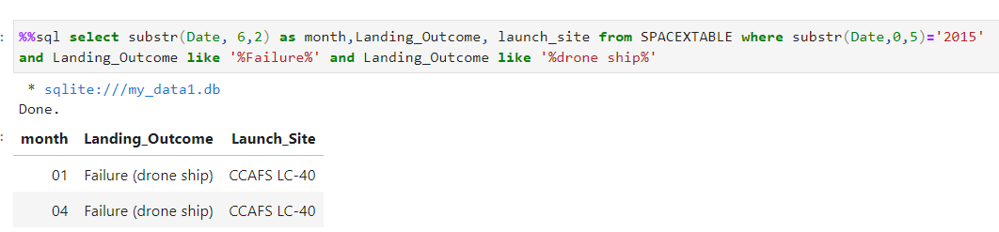 : %%sql select substr(Date, 6,2) as month,Landing_Outcome, launch_site from SPACEXTABLE where substr(Date,0,5)='2015'
and Landing_Outcome like '%Failure%' and Landing_Outcome like '%drone ship%'
* sqlite:///my_data1.db
Done.
: month Landing_Outcome Launch_Site
01 Failure (drone ship) CCAFS LC-40
04 Failure (drone ship) CCAFS LC-40